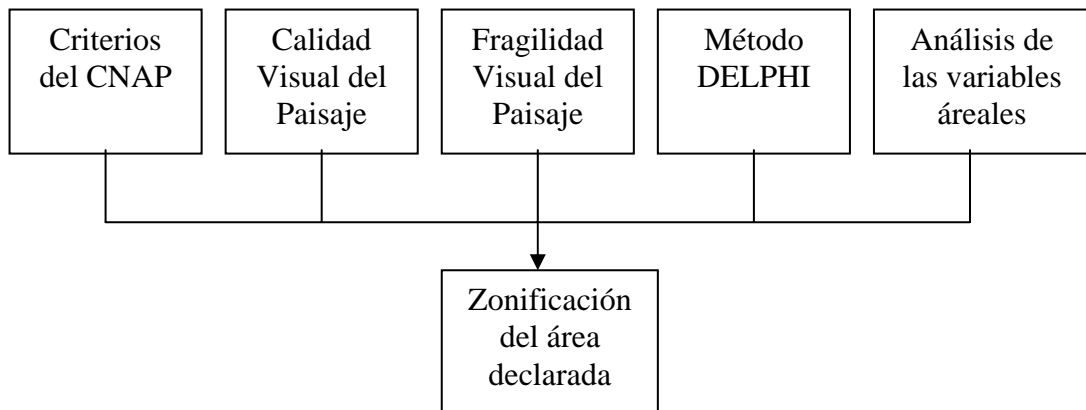 Criterios
del CNAP
Calidad
Visual del
Paisaje
Fragilidad
Visual del
Paisaje
Método
DELPHI
Análisis de
las variables
áreales
Zonificación
del área
declarada